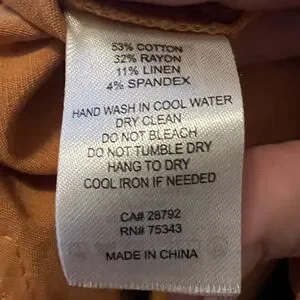 53% COTTON
32% RAYON
11% LINEN
4% SPANDEX
HAND WASH IN COOL WATER
DRY CLEAN
DO NOT BLEACH
DO NOT TUMBLE DRY
HANG TO DRY
COOL IRON IF NEEDED
CA# 28792
RN# 75343
MADE IN CHINA